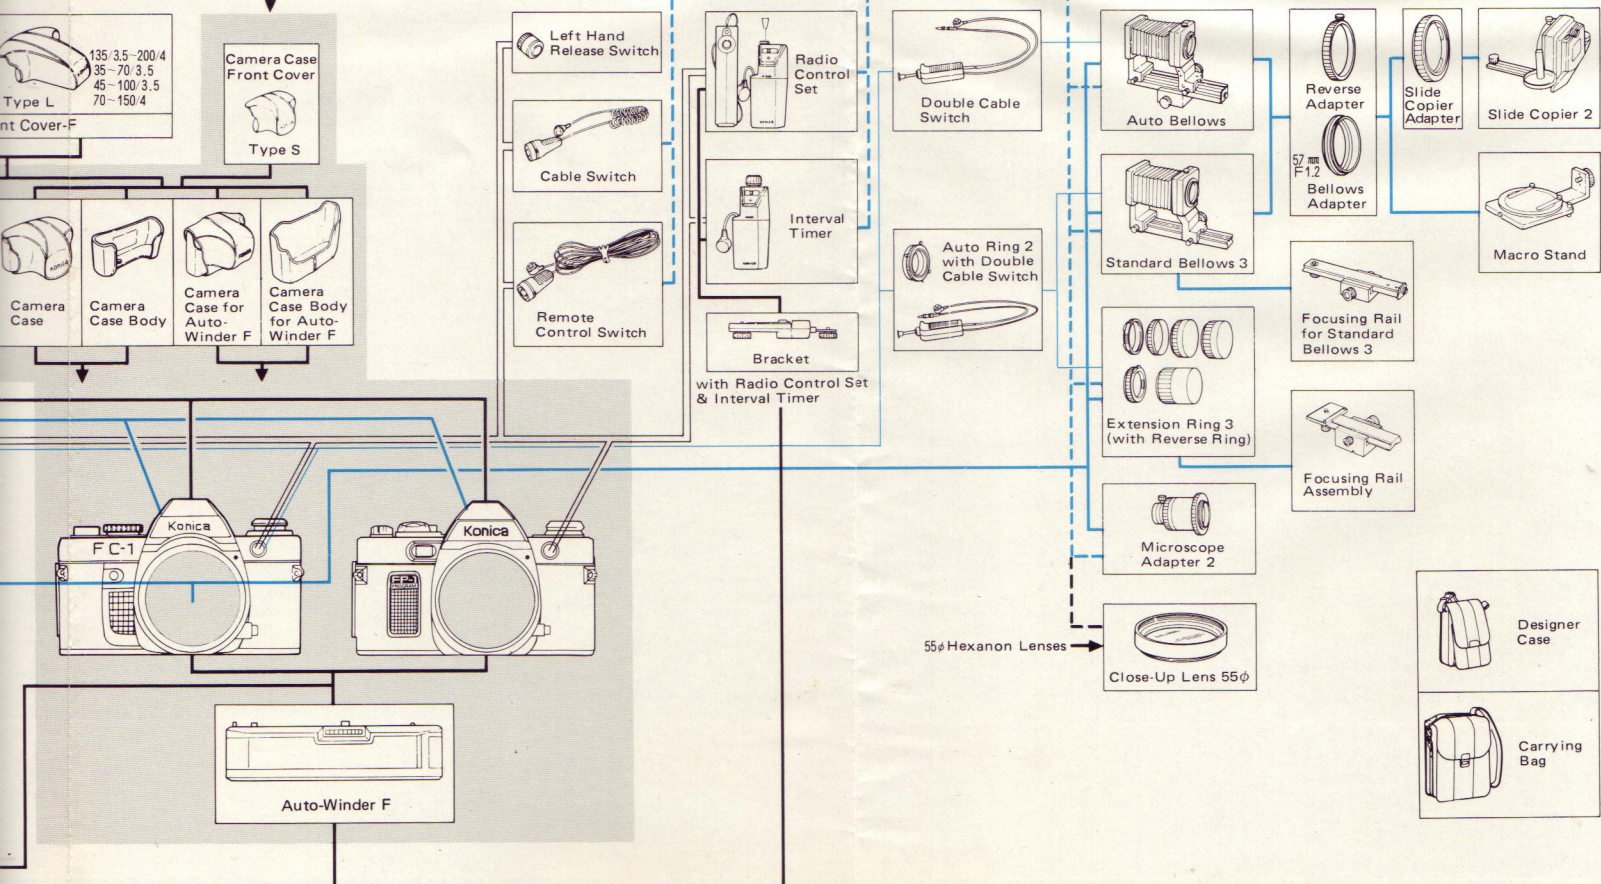 135/3.5~200/4
35~70/3.5
45~100/3.5
70~150/4
Type L
nt Cover-F
Camera Case
Front Cover
Type S
Camera
Case
Camera
Case Body
Camera
Case for
Auto-
Winder F
Camera
Case Body
for Auto-
Winder F
Left Hand
Release Switch
Cable Switch
Remote
Control Switch
Radio
Control
Set
Interval
Timer
Bracket
with Radio Control Set
& Interval Timer
Double Cable
Switch
Auto Ring 2
with Double
Cable Switch
Auto Bellows
Standard Bellows 3
Extension Ring 3
(with Reverse Ring)
Microscope
Adapter 2
55φ Hexanon Lenses
Close-Up Lens 55φ
Reverse
Adapter
57 mm
F1.2
Bellows
Adapter
Slide
Copier
Adapter
Slide Copier 2
Macro Stand
Focusing Rail
for Standard
Bellows 3
Focusing Rail
Assembly
Designer
Case
Carrying
Bag
Konica
FC-1
Konica
FP-1
PROGRAM
Auto-Winder F
KONICA